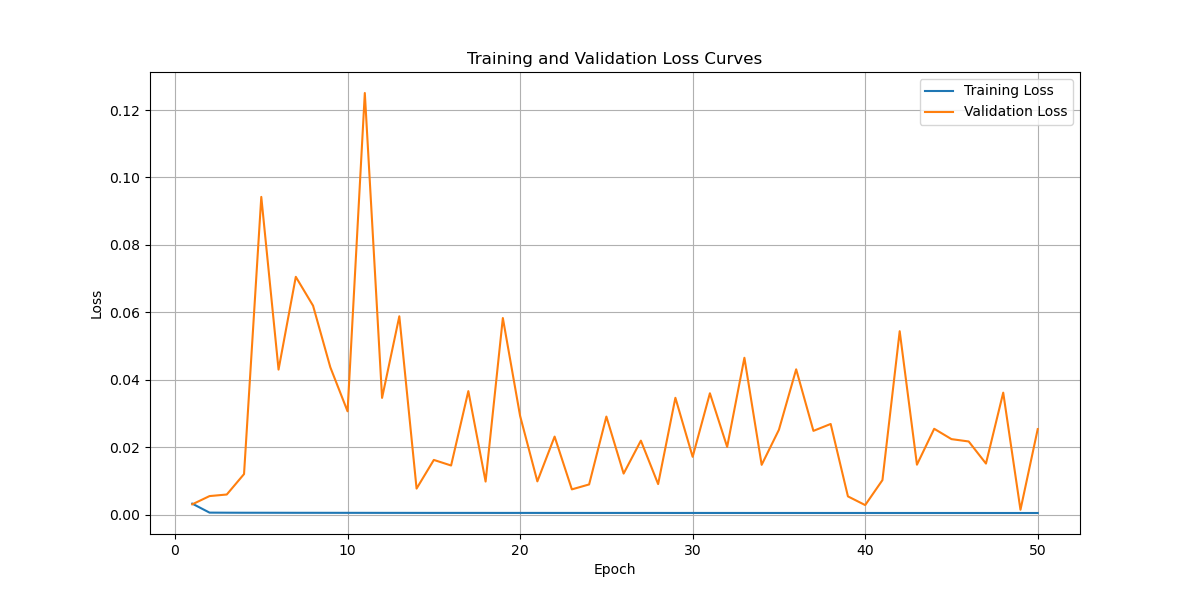 Training and Validation Loss Curves
Training Loss
Validation Loss
Loss
0.12
0.10
0.08
0.06
0.04
0.02
0.00
0 10 20 30 40 50
Epoch